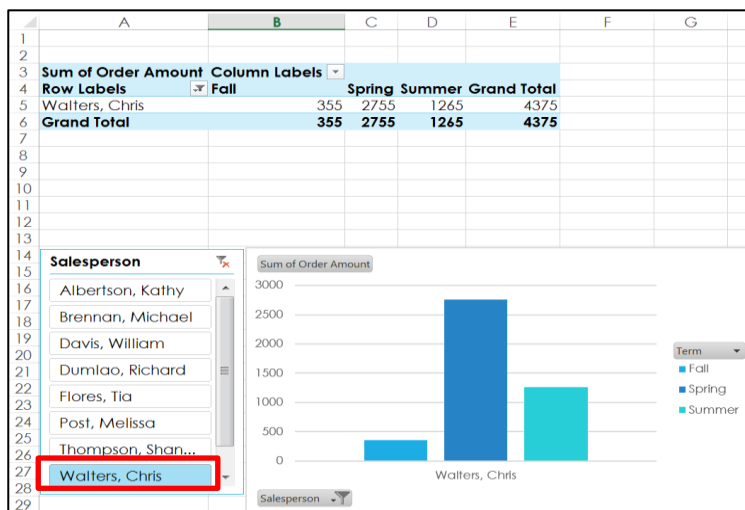 A B C D E F G
1
2
3 Sum of Order Amount Column Labels
4 Row Labels Fall Spring Summer Grand Total
5 Walters, Chris 355 2755 1265 4375
6 Grand Total 355 2755 1265 4375
7
8
9
10
11
12
13
14
15
16
17
18
19
20
21
22
23
24
25
26
27
28
29
Salesperson
Albertson, Kathy
Brennan, Michael
Davis, William
Dumlao, Richard
Flores, Tia
Post, Melissa
Thompson, Shan...
Walters, Chris
Sum of Order Amount
3000
2500
2000
1500
1000
500
0
Walters, Chris
Term
Fall
Spring
Summer
Salesperson